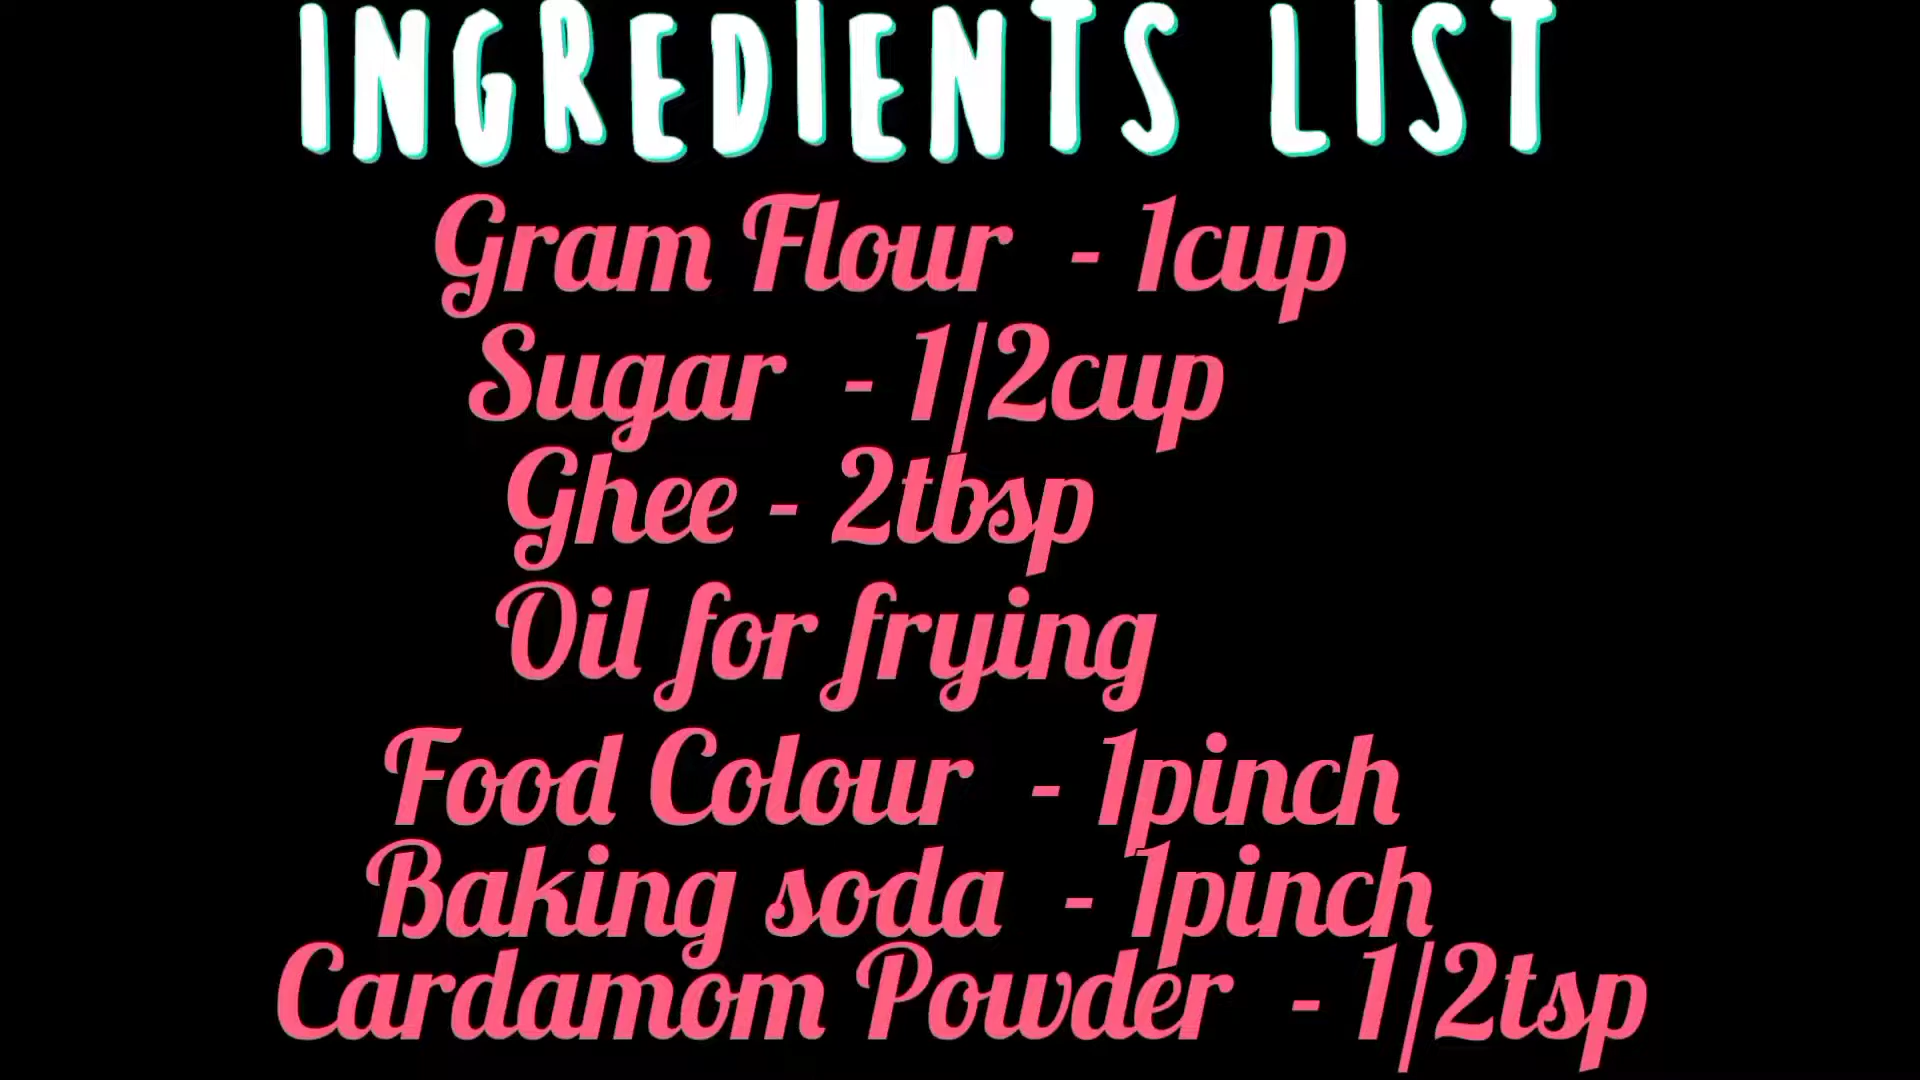 INGREDIENTS LIST
Gram Flour - 1cup
Sugar - 1/2cup
Ghee - 2tbsp
Oil for frying
Food Colour - 1pinch
Baking soda - 1pinch
Cardamom Powder - 1/2tsp